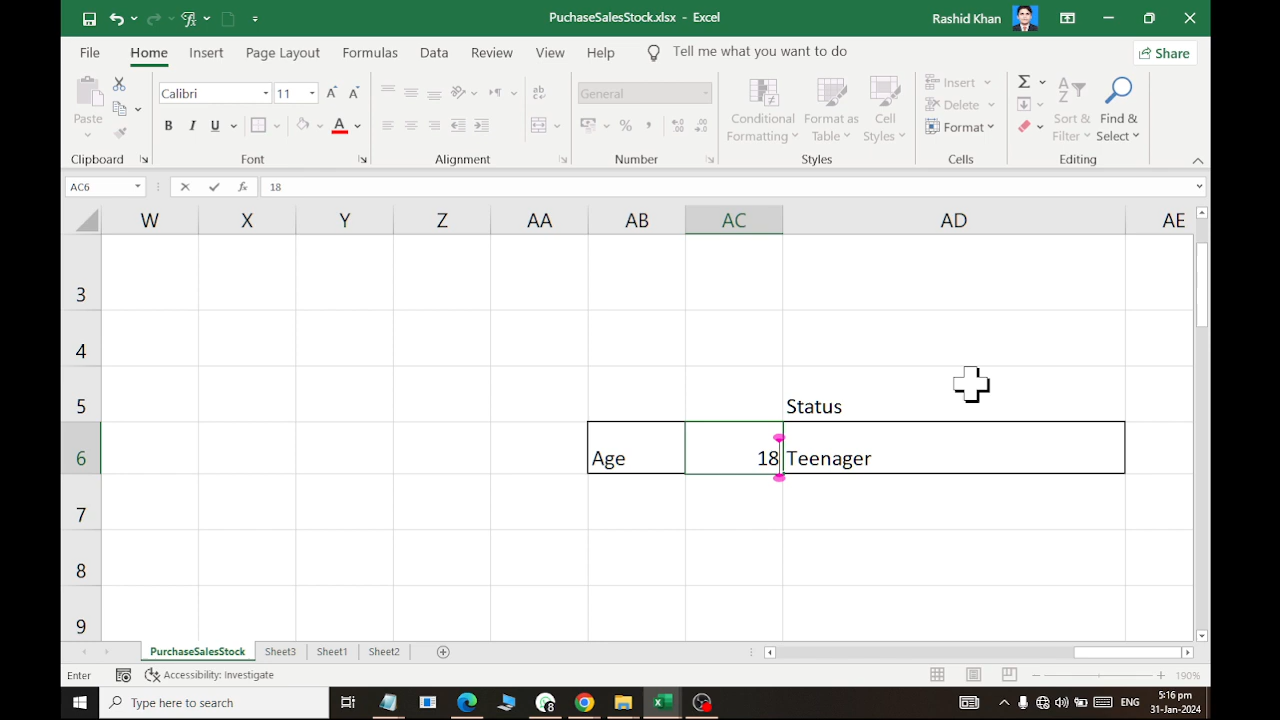 PuchaseSalesStock.xlsx - Excel
Rashid Khan
File Home Insert Page Layout Formulas Data Review View Help Tell me what you want to do Share
Calibri 11 General
Paste
B I U A
ab
Conditional Formatting
Format as Table
Cell Styles
Insert
Delete
Format
Sort & Filter
Find & Select
Clipboard Font Alignment Number Styles Cells Editing
AC6 fx 18
W X Y Z AA AB AC AD AE
3
4
5 Status
6 Age 18 Teenager
7
8
9
PurchaseSalesStock Sheet3 Sheet1 Sheet2
Enter Accessibility: Investigate 190%
Type here to search
ENG
5:16 pm
31-Jan-2024